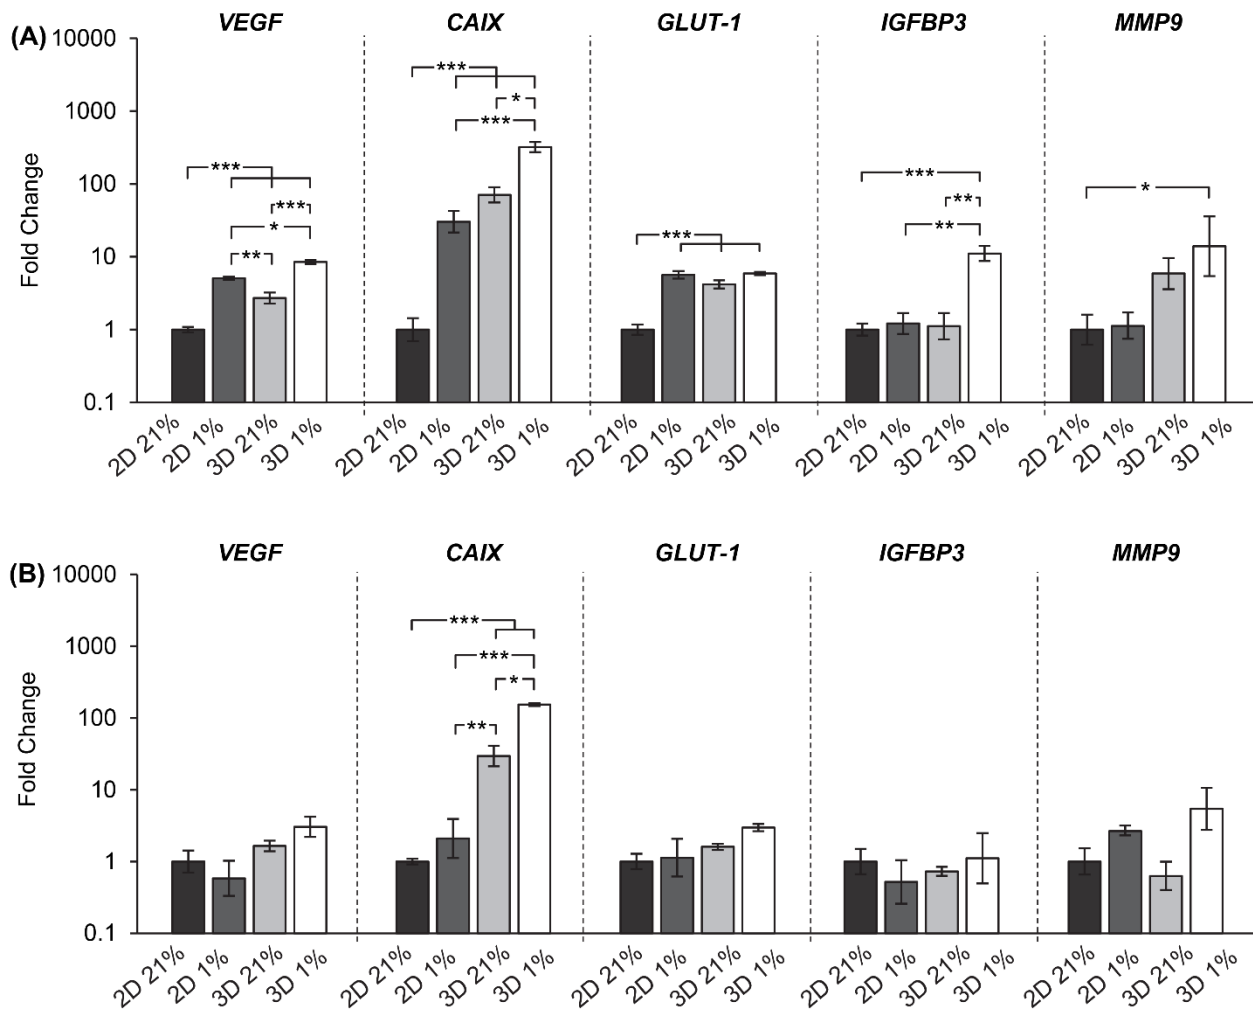 (A)
VEGF CAIX GLUT-1 IGFBP3 MMP9
Fold Change
10000
1000
100
10
1
0.1
*** *** * **
*** * ***
***
*** ** **
*
2D 21% 2D 1% 3D 21% 3D 1% 2D 21% 2D 1% 3D 21% 3D 1% 2D 21% 2D 1% 3D 21% 3D 1% 2D 21% 2D 1% 3D 21% 3D 1% 2D 21% 2D 1% 3D 21% 3D 1%
(B)
VEGF CAIX GLUT-1 IGFBP3 MMP9
Fold Change
10000
1000
100
10
1
0.1
***
***
*
**
2D 21% 2D 1% 3D 21% 3D 1% 2D 21% 2D 1% 3D 21% 3D 1% 2D 21% 2D 1% 3D 21% 3D 1% 2D 21% 2D 1% 3D 21% 3D 1% 2D 21% 2D 1% 3D 21% 3D 1%